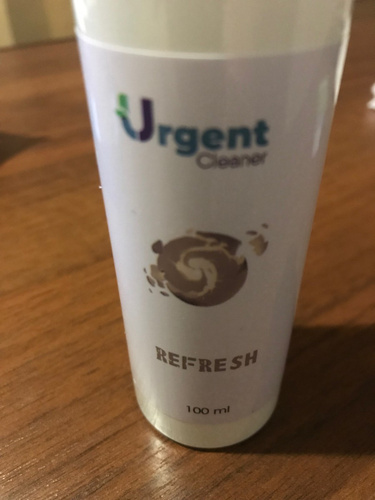 Urgent
Cleaner
REFRESH
100 ml